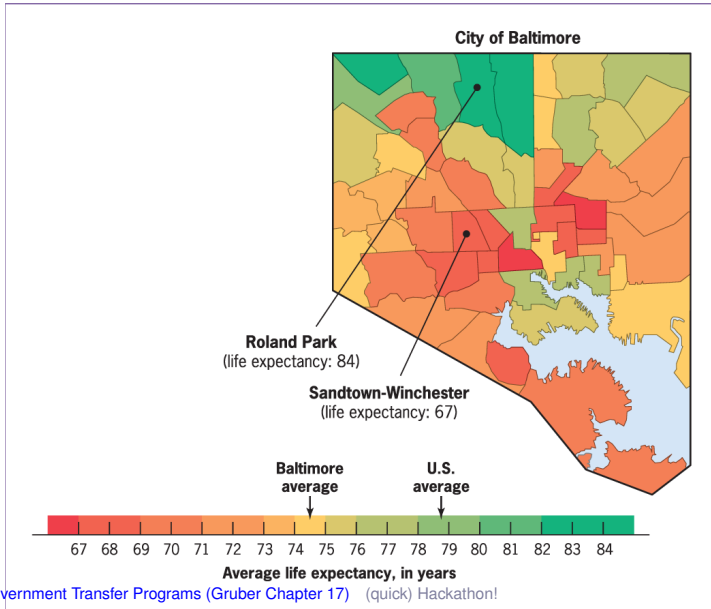 City of Baltimore
Roland Park
(life expectancy: 84)
Sandtown-Winchester
(life expectancy: 67)
Baltimore
average
U.S.
average
67 68 69 70 71 72 73 74 75 76 77 78 79 80 81 82 83 84
Average life expectancy, in years
vernment Transfer Programs (Gruber Chapter 17) (quick) Hackathon!